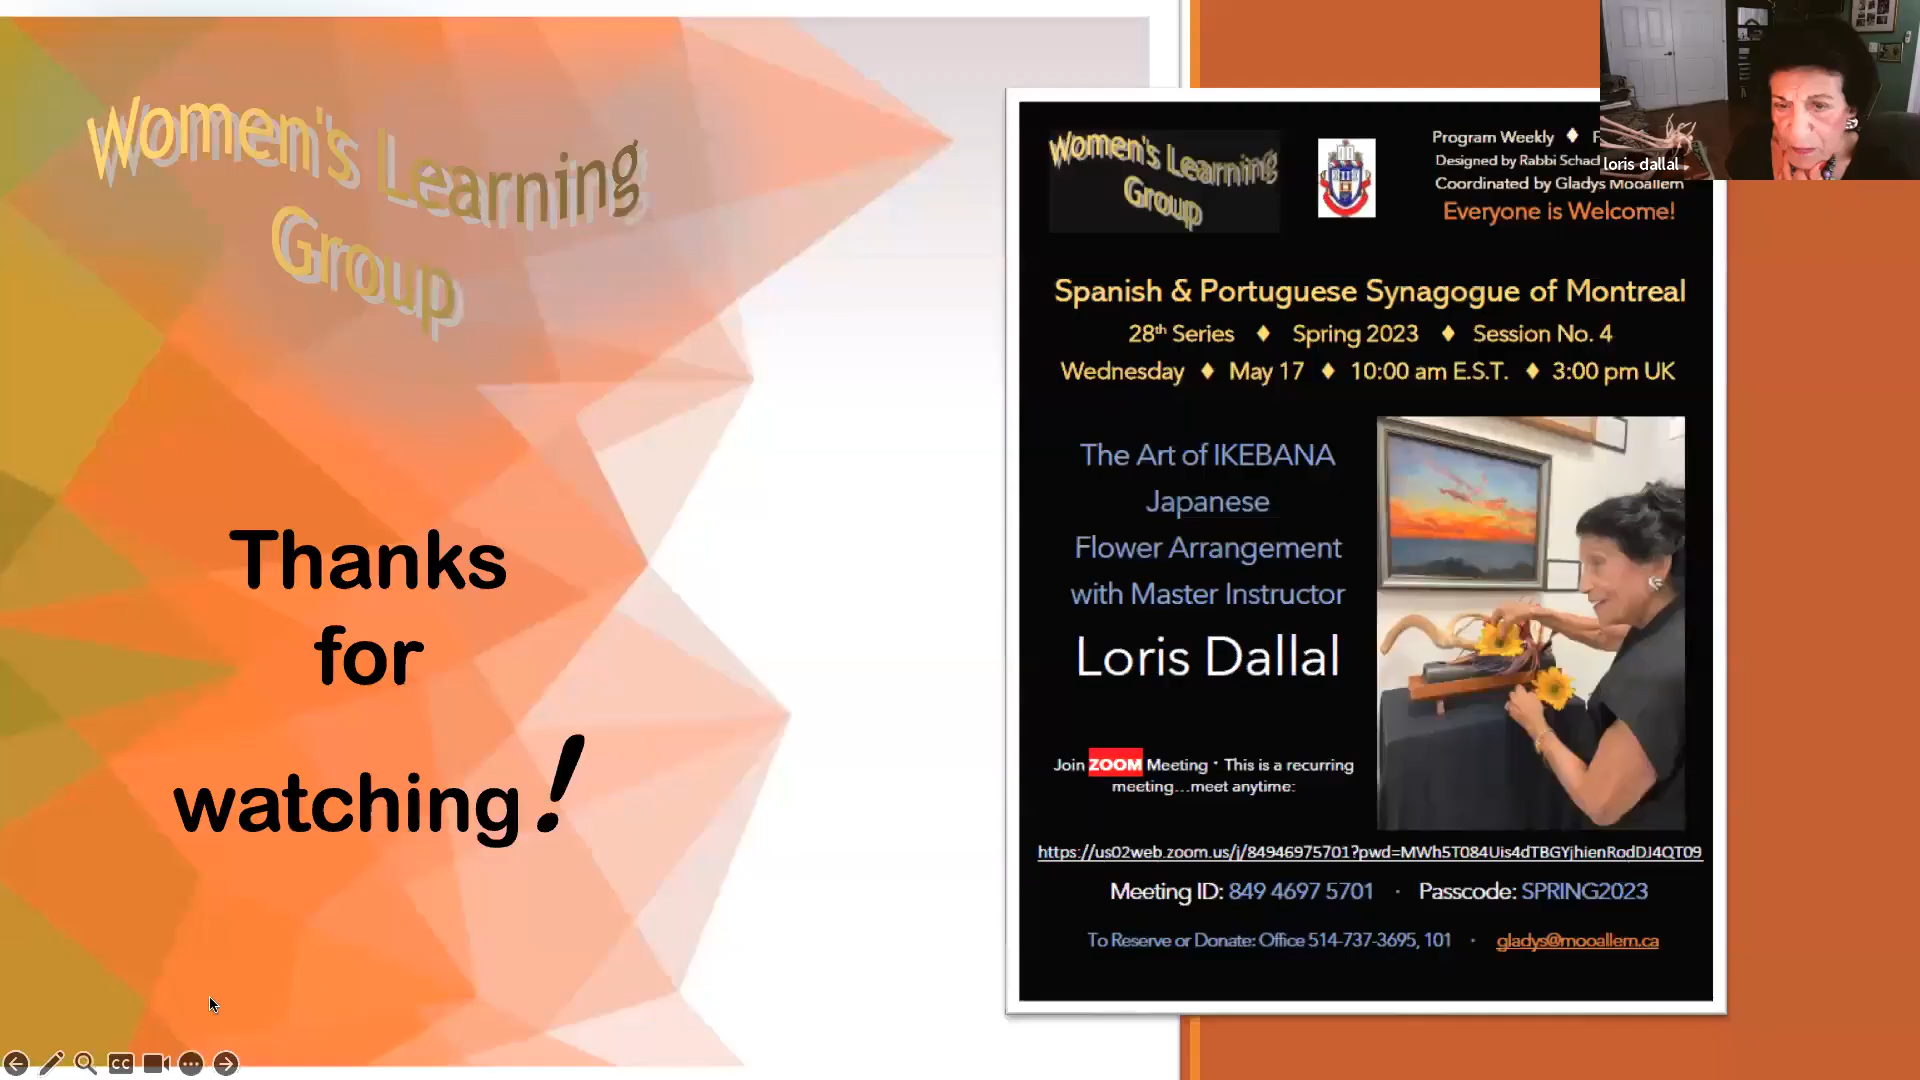 Women's Learning
Group
Thanks
for
watching!
Women's Learning
Group
Program Weekly ♦
Designed by Rabbi
Coordinated by Gladys Mooallem
Everyone is Welcome!
loris dallal
Spanish & Portuguese Synagogue of Montreal
28th Series ♦ Spring 2023 ♦ Session No. 4
Wednesday ♦ May 17 ♦ 10:00 am E.S.T. ♦ 3:00 pm UK
The Art of IKEBANA
Japanese
Flower Arrangement
with Master Instructor
Loris Dallal
Join ZOOM Meeting · This is a recurring
meeting...meet anytime:
https://us02web.zoom.us/j/84946975701?pwd=MWh5T084Uis4dTBGYjhienRodDJ4QT09
Meeting ID: 849 4697 5701 · Passcode: SPRING2023
To Reserve or Donate: Office 514-737-3695, 101 · gladys@mooallem.ca
CC